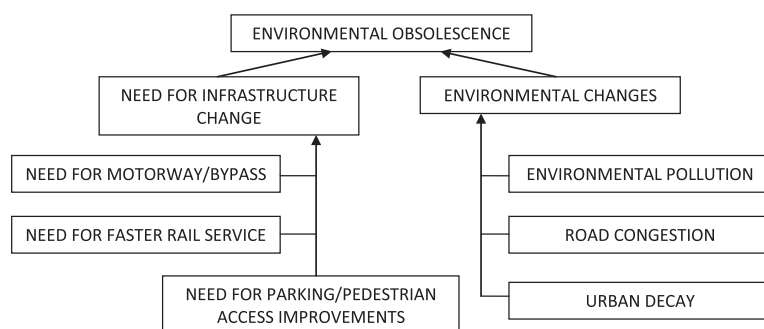 ENVIRONMENTAL OBSOLESCENCE
NEED FOR INFRASTRUCTURE
CHANGE
ENVIRONMENTAL CHANGES
NEED FOR MOTORWAY/BYPASS
ENVIRONMENTAL POLLUTION
NEED FOR FASTER RAIL SERVICE
ROAD CONGESTION
NEED FOR PARKING/PEDESTRIAN
ACCESS IMPROVEMENTS
URBAN DECAY